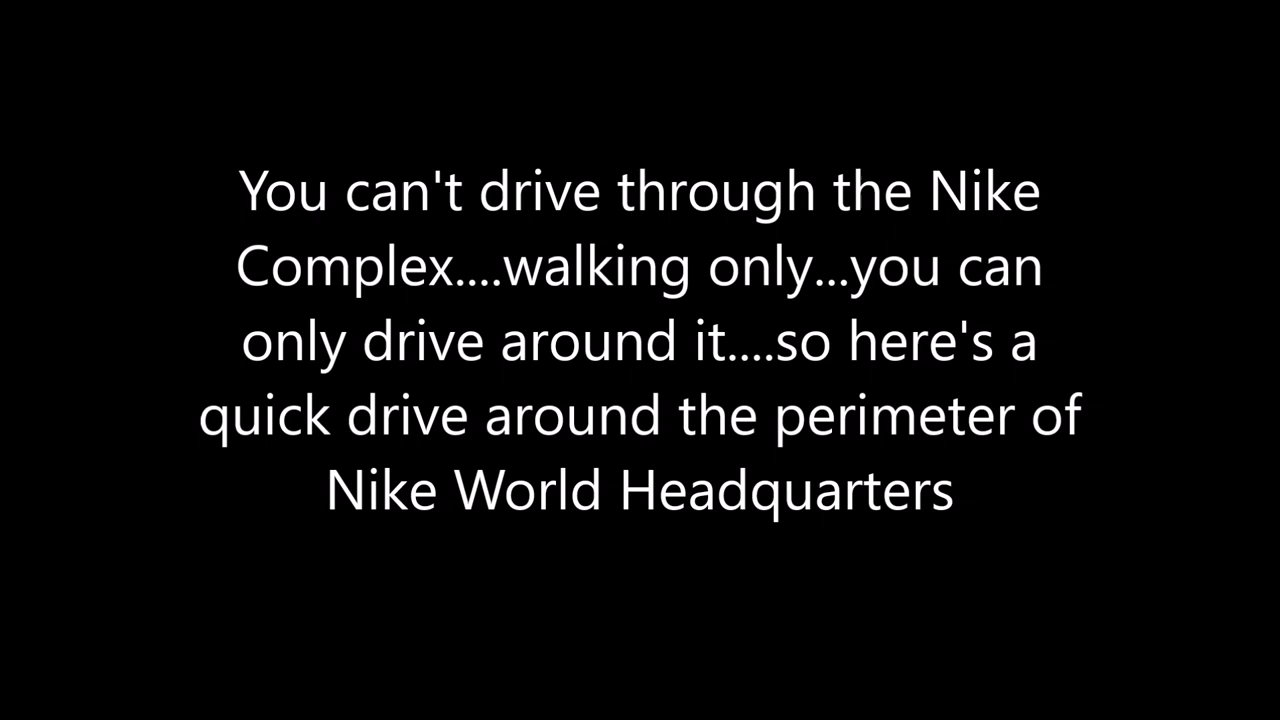 You can't drive through the Nike
Complex....walking only...you can
only drive around it....so here's a
quick drive around the perimeter of
Nike World Headquarters